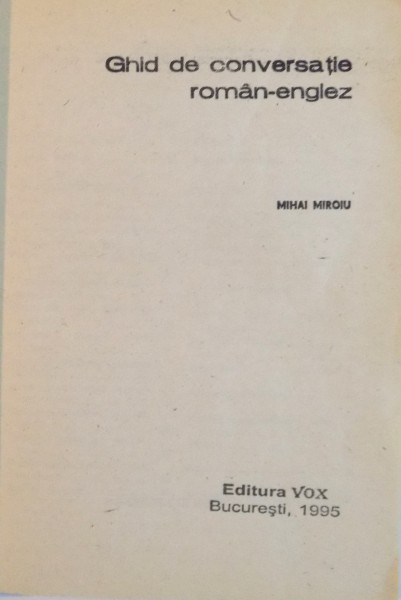 Ghid de conversaţie
român-englez
MIHAI MIROIU
Editura VOX
Bucureşti, 1995